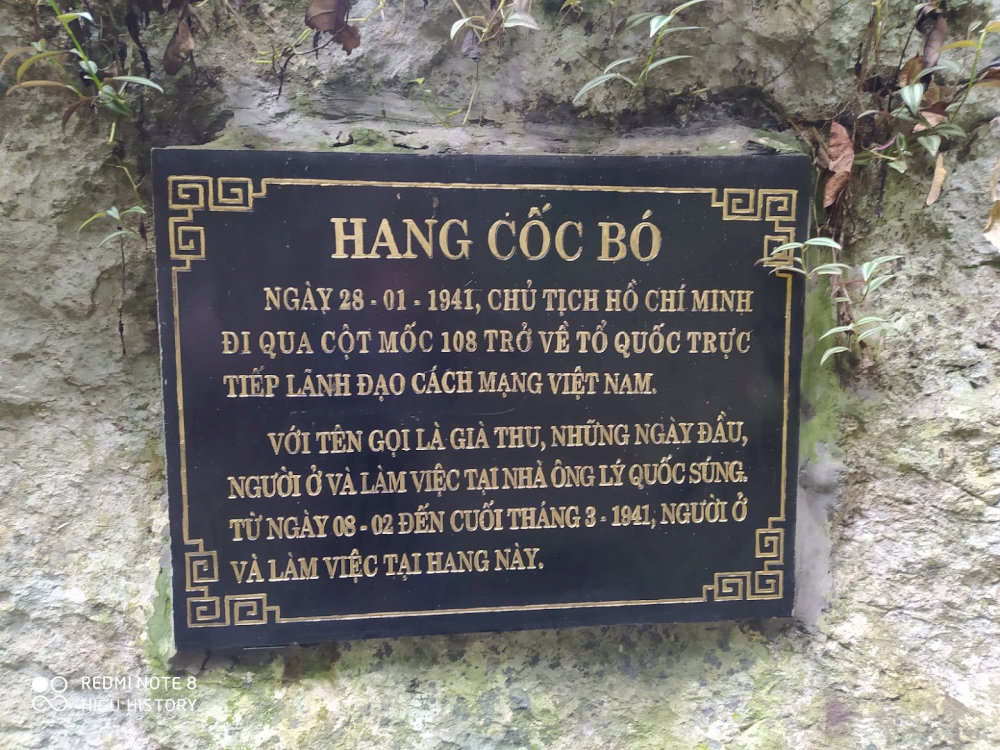 HANG CỐC BÓ
NGÀY 28 - 01 - 1941, CHỦ TỊCH HỒ CHÍ MINH
ĐI QUA CỘT MỐC 108 TRỞ VỀ TỔ QUỐC TRỰC
TIẾP LÃNH ĐẠO CÁCH MẠNG VIỆT NAM.
VỚI TÊN GỌI LÀ GIÀ THU, NHỮNG NGÀY ĐẦU,
NGƯỜI Ở VÀ LÀM VIỆC TẠI NHÀ ÔNG LÝ QUỐC SÚNG.
TỪ NGÀY 08 - 02 ĐẾN CUỐI THÁNG 3 - 1941, NGƯỜI Ở
VÀ LÀM VIỆC TẠI HANG NÀY.
REDMI NOTE 8
HIEU HISTORY